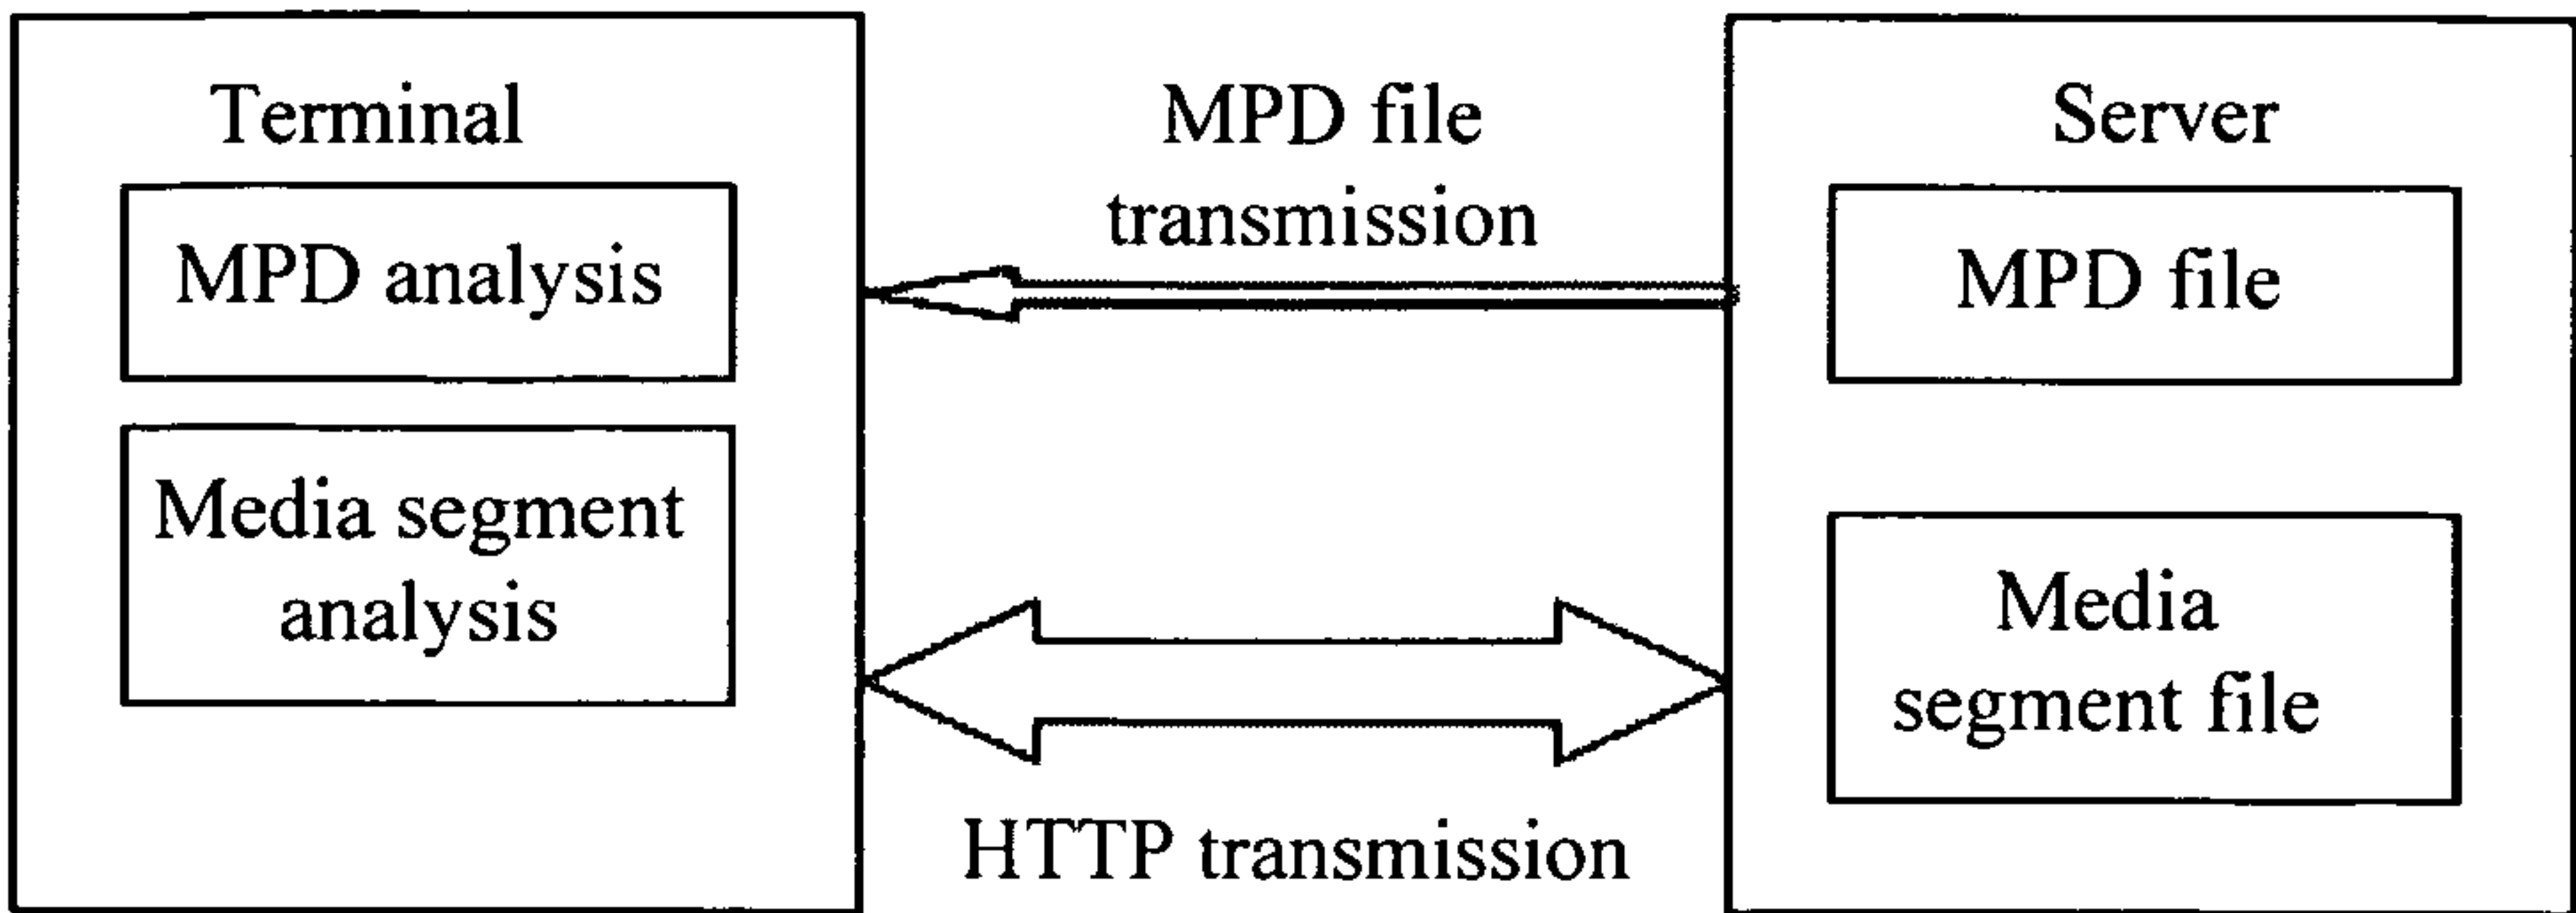 Terminal
MPD analysis
Media segment
analysis
MPD file
transmission
HTTP transmission
Server
MPD file
Media
segment file